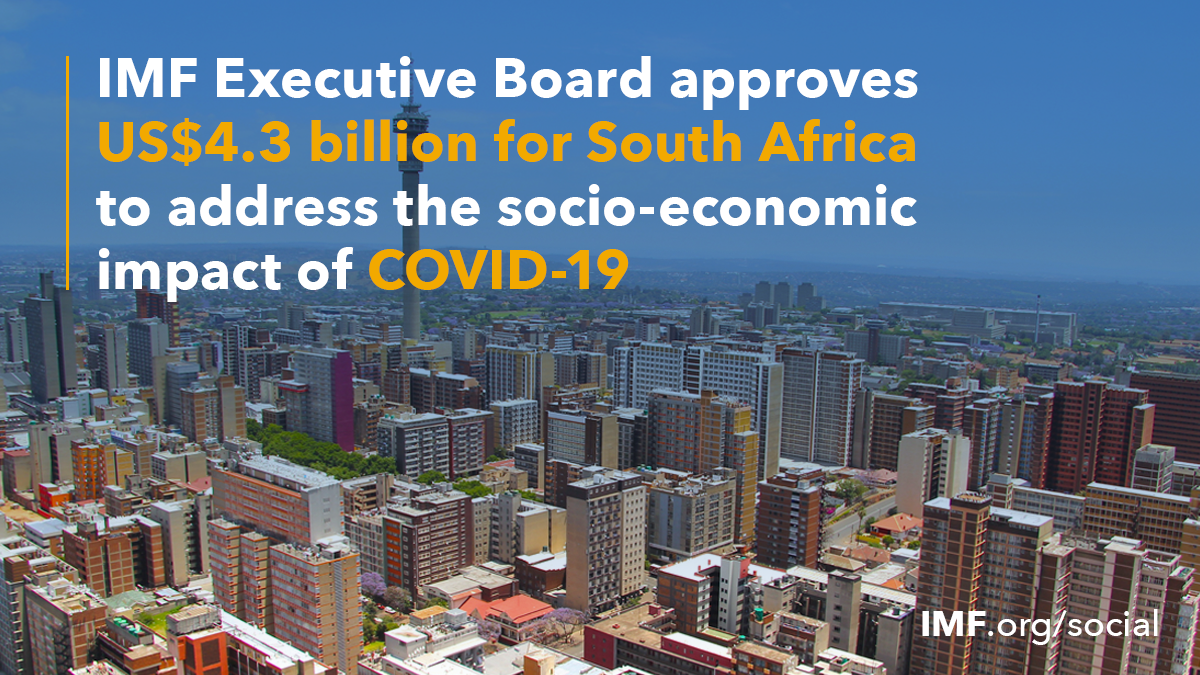 IMF Executive Board approves
US$4.3 billion for South Africa
to address the socio-economic
impact of COVID-19
IMF.org/social